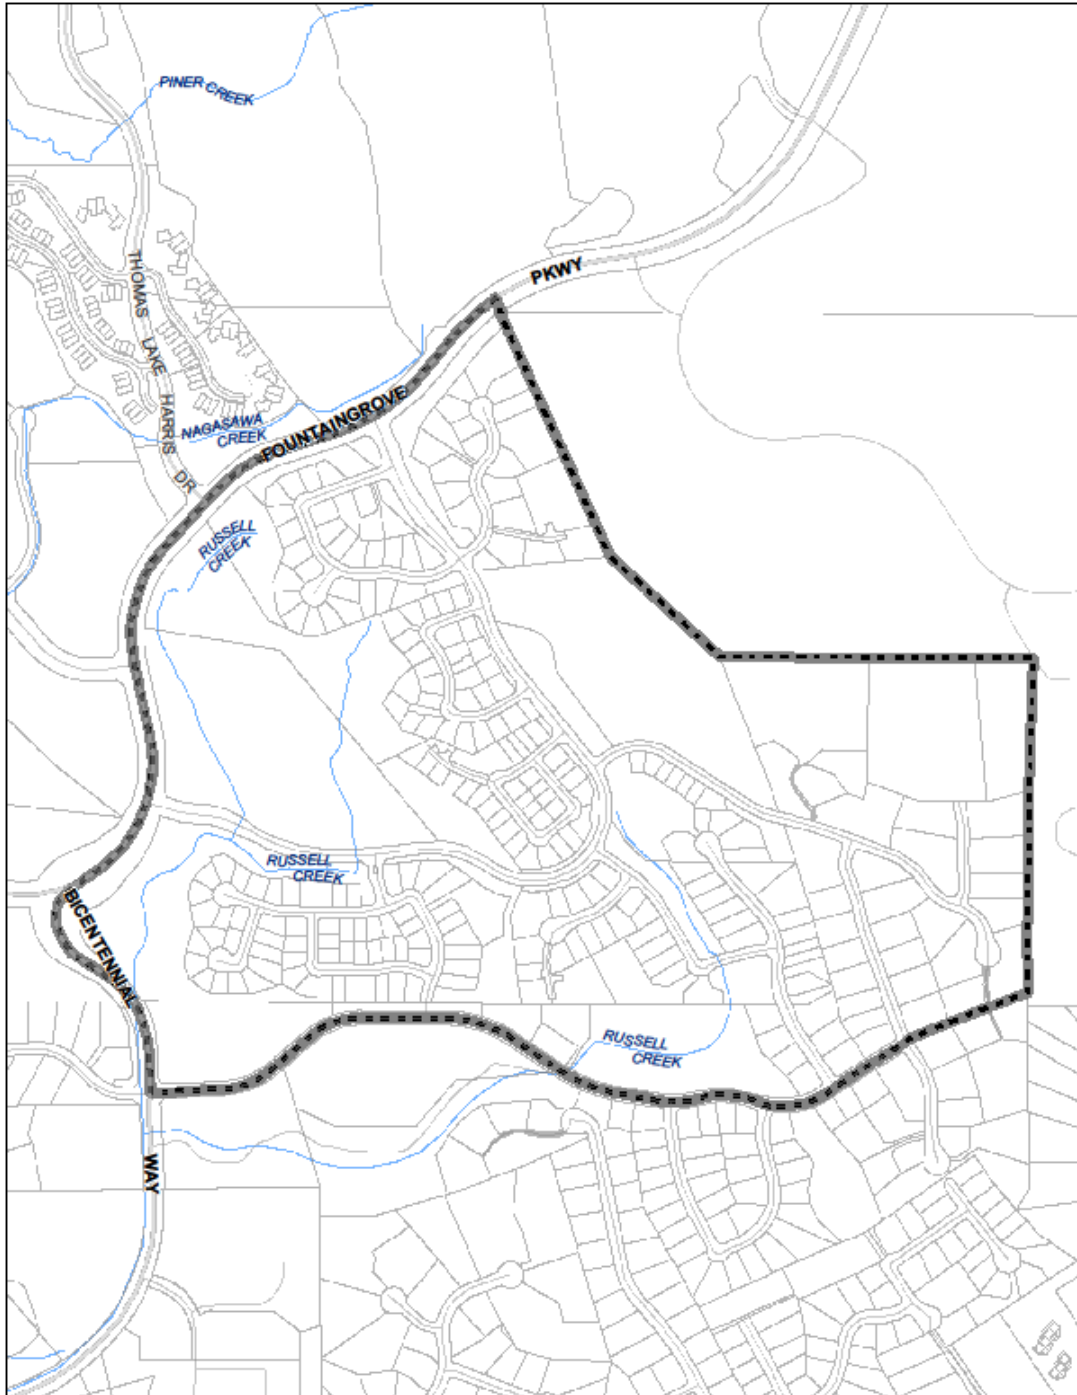 PINER CREEK
PKWY
THOMAS LAKE HARRIS DR
FOUNTAINGROVE
NAGASAWA
CREEK
RUSSELL
CREEK
RUSSELL
CREEK
BICENTENNIAL
RUSSELL
CREEK
WAY